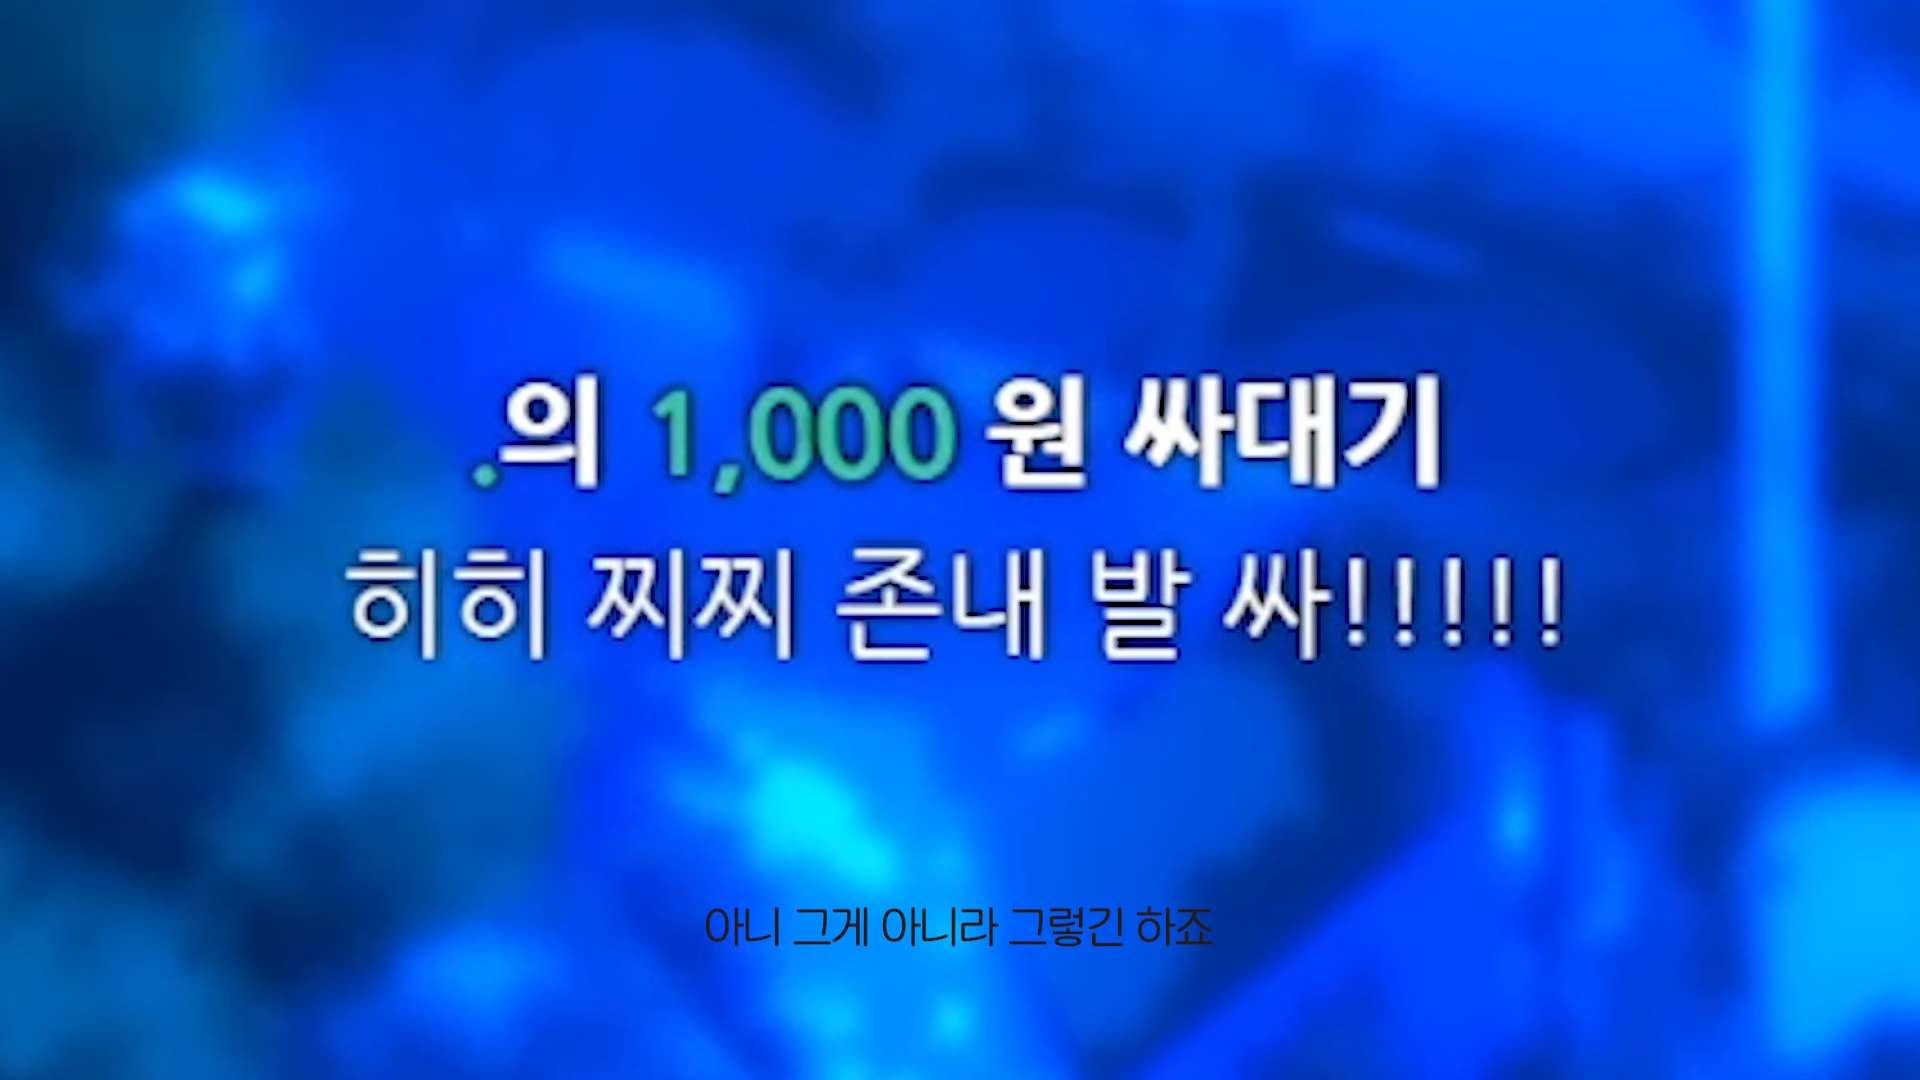 .의 1,000 원 싸대기
히히 찌찌 존내 발 싸!!!!!
아니 그게 아니라 그렇긴 하죠